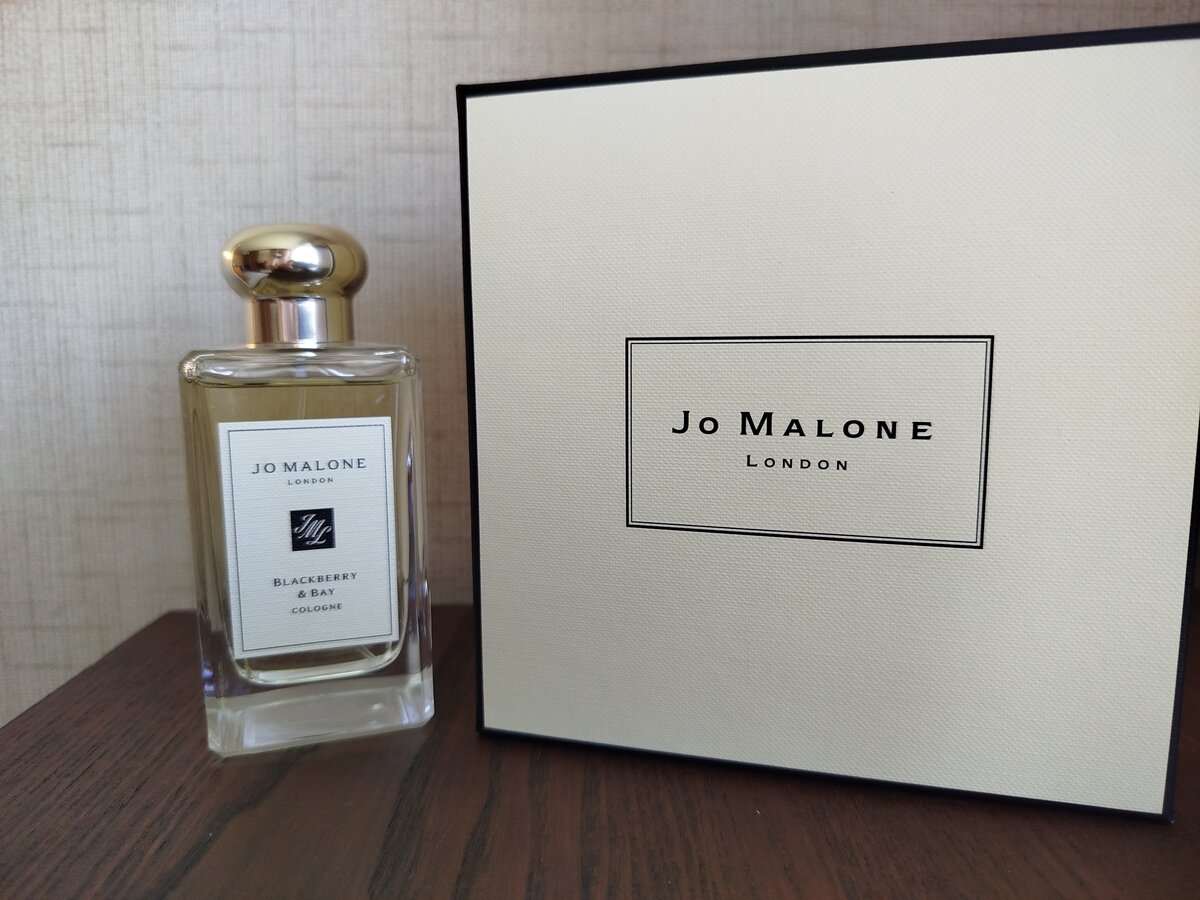 JO MALONE
LONDON
JML
BLACKBERRY
& BAY
COLOGNE
JO MALONE
LONDON